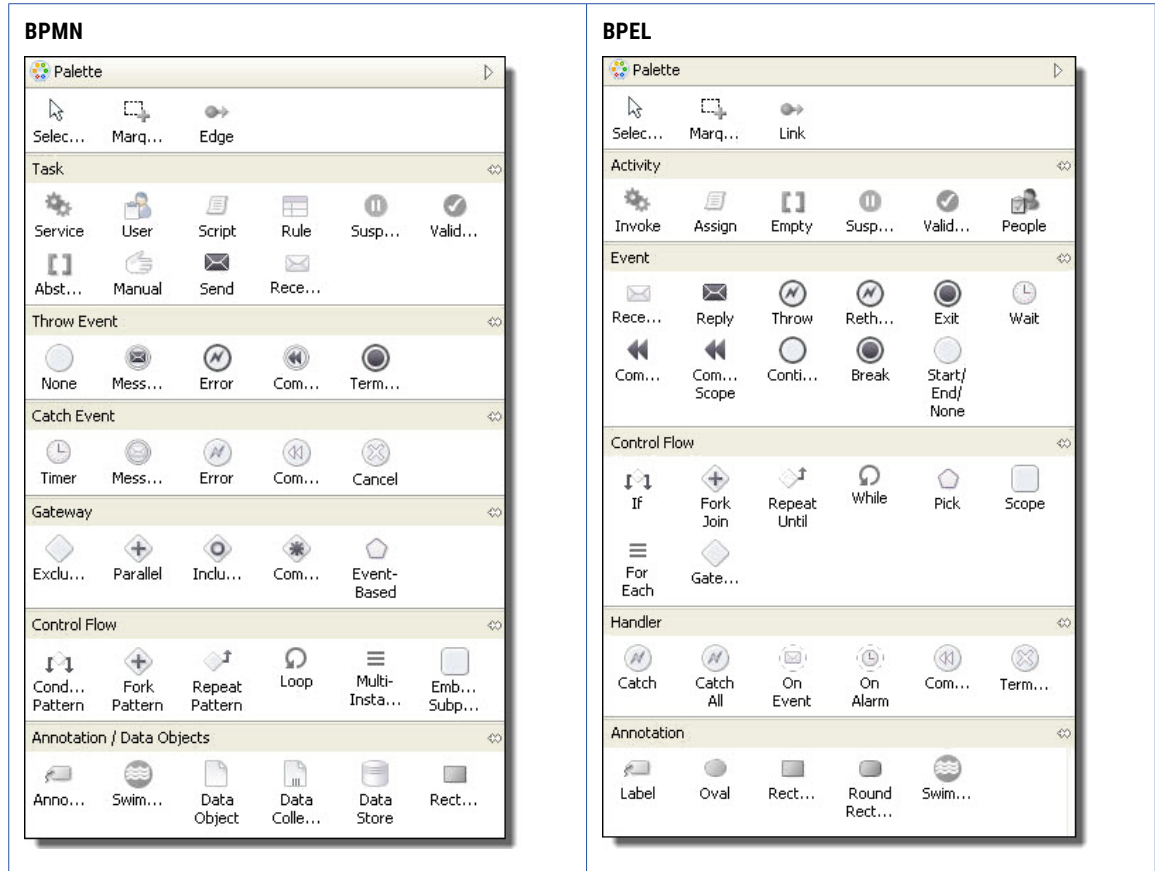 BPMN
Palette
Selec... Marq... Edge
Task
Service User Script Rule Susp... Valid...
Abst... Manual Send Rece...
Throw Event
None Mess... Error Com... Term...
Catch Event
Timer Mess... Error Com... Cancel
Gateway
Exclu... Parallel Inclu... Com... Event-
Based
Control Flow
Cond... Fork Repeat Loop Multi- Emb...
Pattern Pattern Pattern Insta... Subp...
Annotation / Data Objects
Anno... Swim... Data Data Data Rect...
Object Colle... Store
BPEL
Palette
Selec... Marq... Link
Activity
Invoke Assign Empty Susp... Valid... People
Event
Rece... Reply Throw Reth... Exit Wait
Com... Com... Conti... Break Start/
Scope End/
None
Control Flow
If Fork Repeat While Pick Scope
Join Until
For Gate...
Each
Handler
Catch Catch On On Com... Term...
All Event Alarm
Annotation
Label Oval Rect... Round Swim...
Rect...